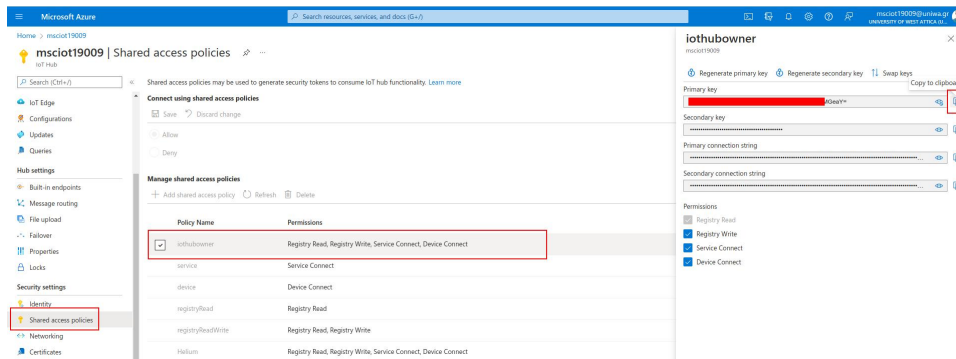 Microsoft Azure
Search resources, services, and docs (G+/)
msciot19009@uniwa.gr
UNIVERSITY OF WEST ATTICA (U...
Home > msciot19009
msciot19009 | Shared access policies
IoT Hub
Search (Ctrl+/)
IoT Edge
Configurations
Updates
Queries
Hub settings
Built-in endpoints
Message routing
File upload
Failover
Properties
Locks
Security settings
Identity
Shared access policies
Networking
Certificates
Shared access policies may be used to generate security tokens to consume IoT hub functionality. Learn more
Connect using shared access policies
Save Discard change
Allow
Deny
Manage shared access policies
Add shared access policy Refresh Delete
Policy Name Permissions
iothubowner Registry Read, Registry Write, Service Connect, Device Connect
service Service Connect
device Device Connect
registryRead Registry Read
registryReadWrite Registry Read, Registry Write
Helium Registry Read, Registry Write, Service Connect, Device Connect
iothubowner
msciot19009
Regenerate primary key Regenerate secondary key Swap keys
Copy to clipboa
Primary key
MGeaY=
Secondary key
Primary connection string
Secondary connection string
Permissions
Registry Read
Registry Write
Service Connect
Device Connect